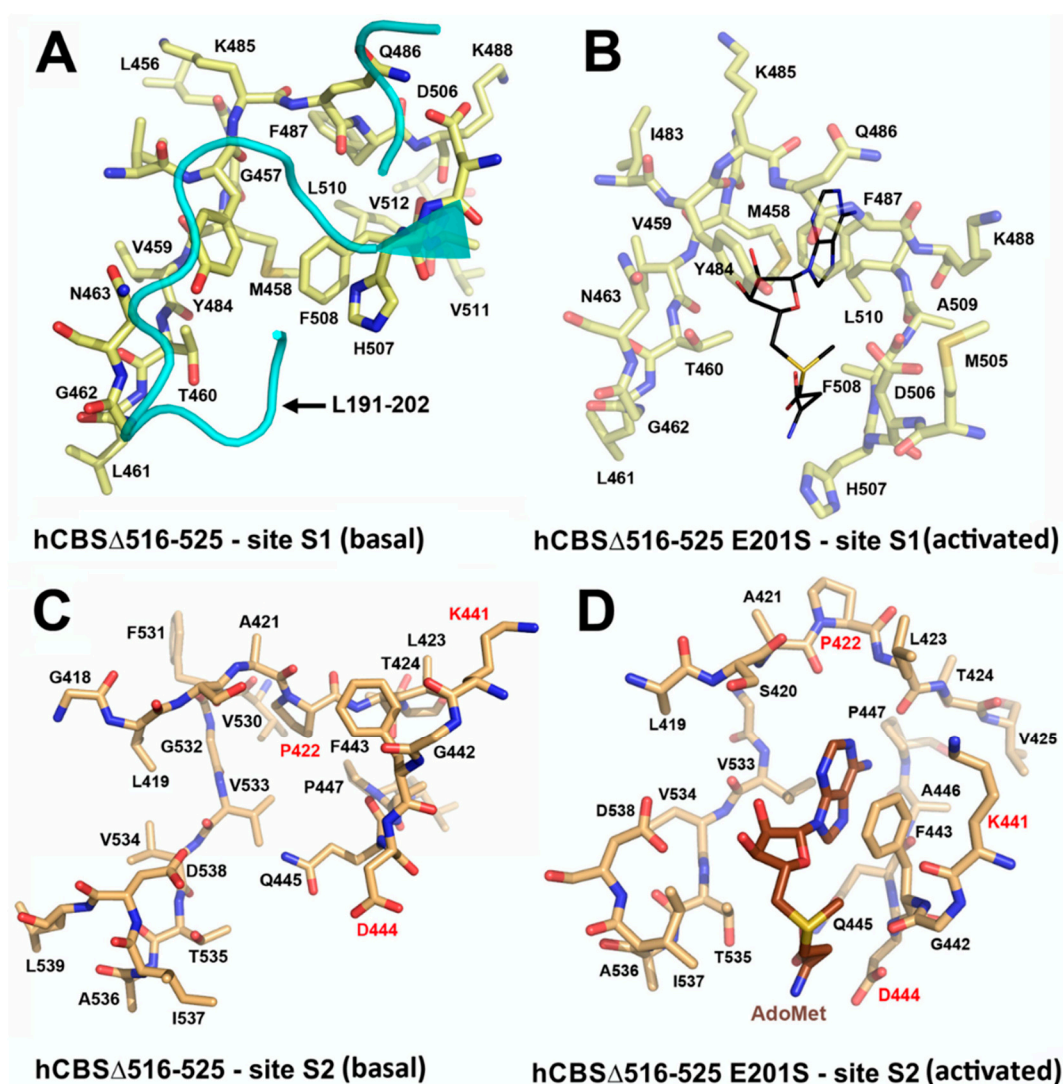 A
K485
Q486
K488
L456
D506
F487
G457
L510
V512
V459
N463
Y484
M458
F508
V511
H507
G462
T460
L191-202
L461
hCBSΔ516-525 - site S1 (basal)
B
K485
I483
Q486
M458
F487
V459
K488
Y484
N463
A509
L510
M505
T460
F508
D506
G462
L461
H507
hCBSΔ516-525 E201S - site S1 (activated)
C
K441
A421
F531
L423
T424
G418
V530
G532
P422
F443
G442
L419
P447
V533
V534
D538
Q445
D444
L539
T535
A536
I537
hCBSΔ516-525 - site S2 (basal)
D
A421
P422
L423
T424
S420
L419
P447
V425
V533
D538
V534
A446
F443
K441
Q445
G442
T535
A536
I537
D444
AdoMet
hCBSΔ516-525 E201S - site S2 (activated)